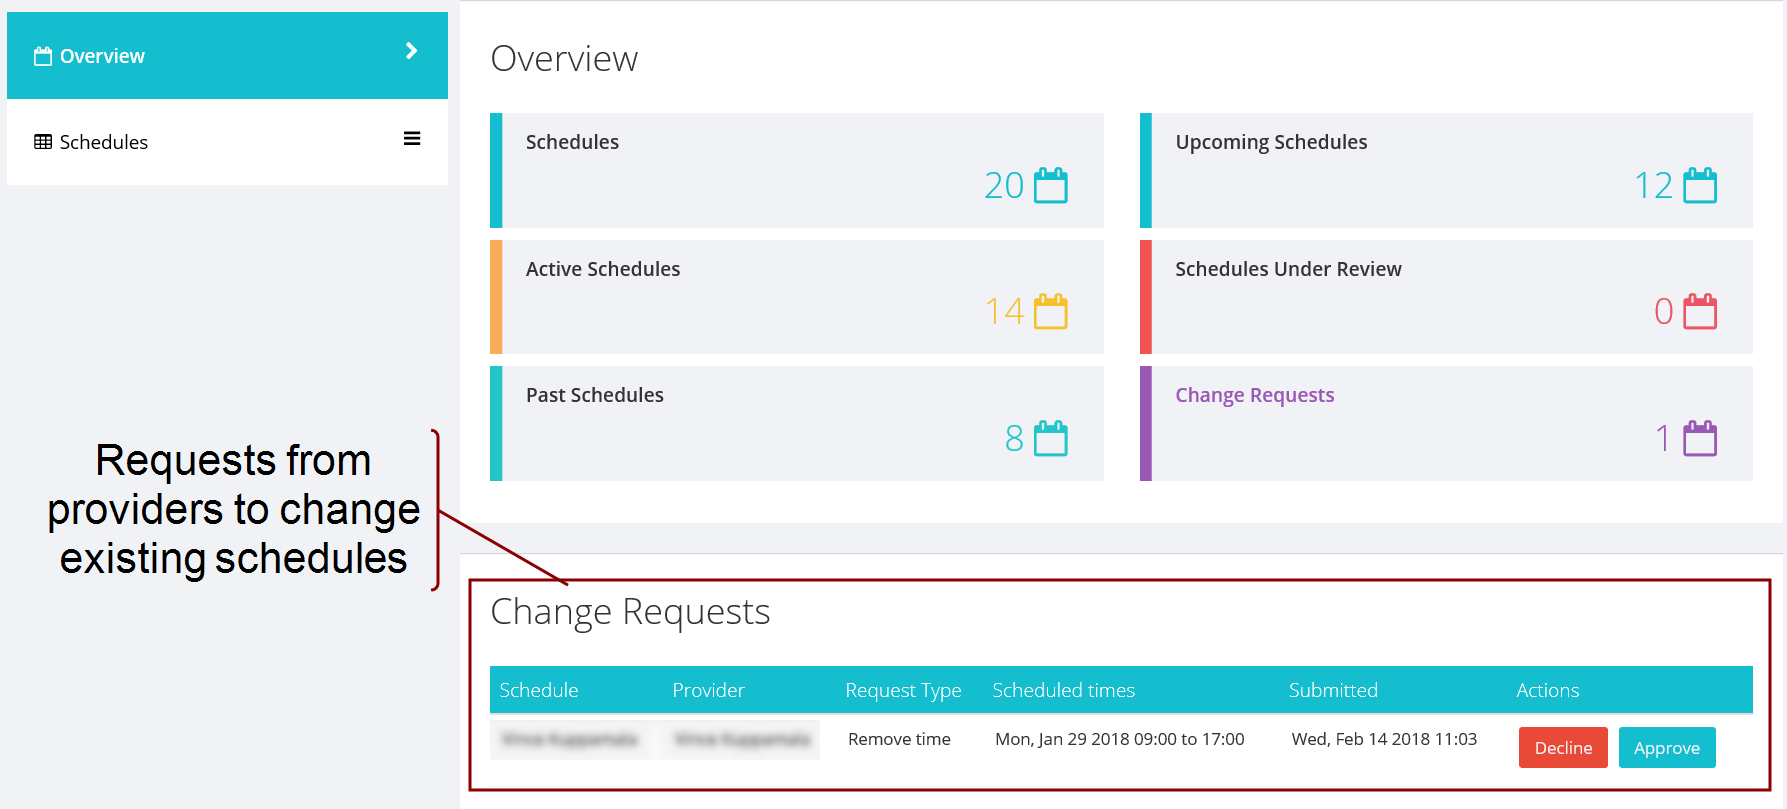 Overview
Schedules
Overview
Schedules
20
Upcoming Schedules
12
Active Schedules
14
Schedules Under Review
0
Past Schedules
8
Change Requests
1
Requests from
providers to change
existing schedules
Change Requests
Schedule Provider Request Type Scheduled times Submitted Actions
Remove time Mon, Jan 29 2018 09:00 to 17:00 Wed, Feb 14 2018 11:03 Decline Approve